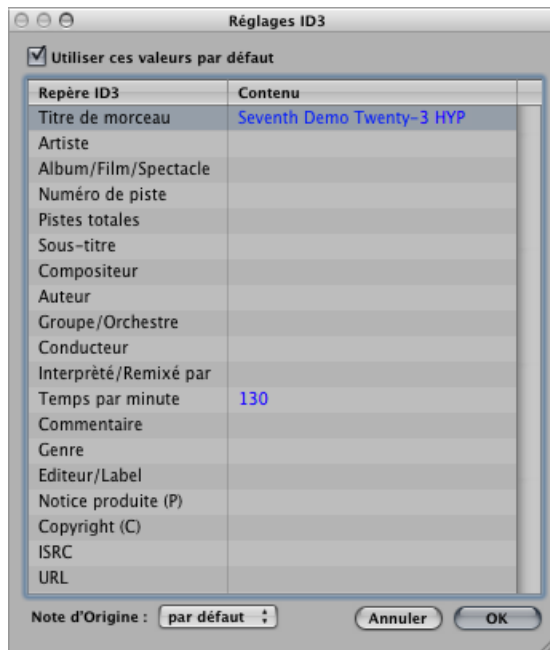 Réglages ID3
Utiliser ces valeurs par défaut
Repère ID3 Contenu
Titre de morceau Seventh Demo Twenty-3 HYP
Artiste
Album/Film/Spectacle
Numéro de piste
Pistes totales
Sous-titre
Compositeur
Auteur
Groupe/Orchestre
Conducteur
Interprèté/Remixé par
Temps par minute 130
Commentaire
Genre
Editeur/Label
Notice produite (P)
Copyright (C)
ISRC
URL
Note d'Origine : par défaut Annuler OK